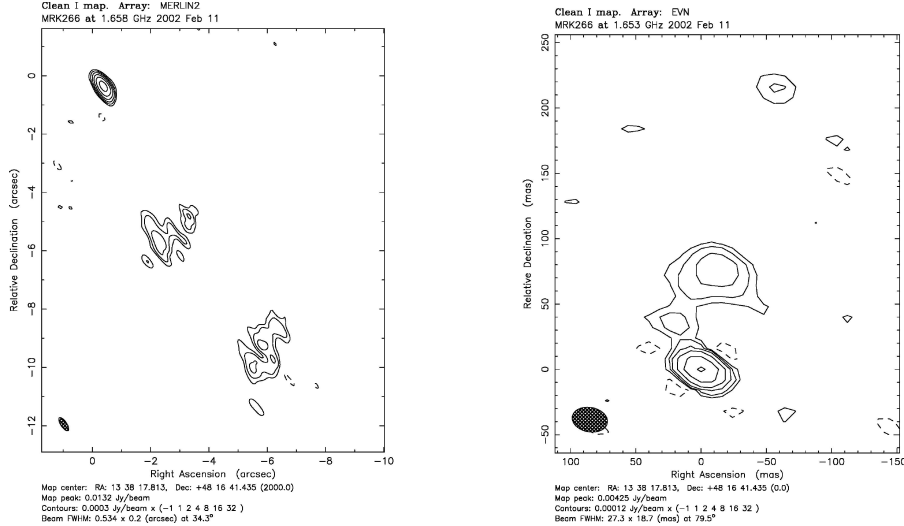 Clean I map. Array: MERLIN2
MRK266 at 1.658 GHz 2002 Feb 11
Relative Declination (arcsec)
0
−2
−4
−6
−8
−10
−12
0 −2 −4 −6 −8 −10
Right Ascension (arcsec)
Map center: RA: 13 38 17.813, Dec: +48 16 41.435 (2000.0)
Map peak: 0.0132 Jy/beam
Contours: 0.0003 Jy/beam x (−1 1 2 4 8 16 32 )
Beam FWHM: 0.534 x 0.2 (arcsec) at 34.3°
Clean I map. Array: EVN
MRK266 at 1.653 GHz 2002 Feb 11
Relative Declination (mas)
250
200
150
100
50
0
−50
100 50 0 −50 −100 −150
Right Ascension (mas)
Map center: RA: 13 38 17.813, Dec: +48 16 41.435 (0.0)
Map peak: 0.00425 Jy/beam
Contours: 0.00012 Jy/beam x (−1 1 2 4 8 16 32 )
Beam FWHM: 27.3 x 18.7 (mas) at 79.5°